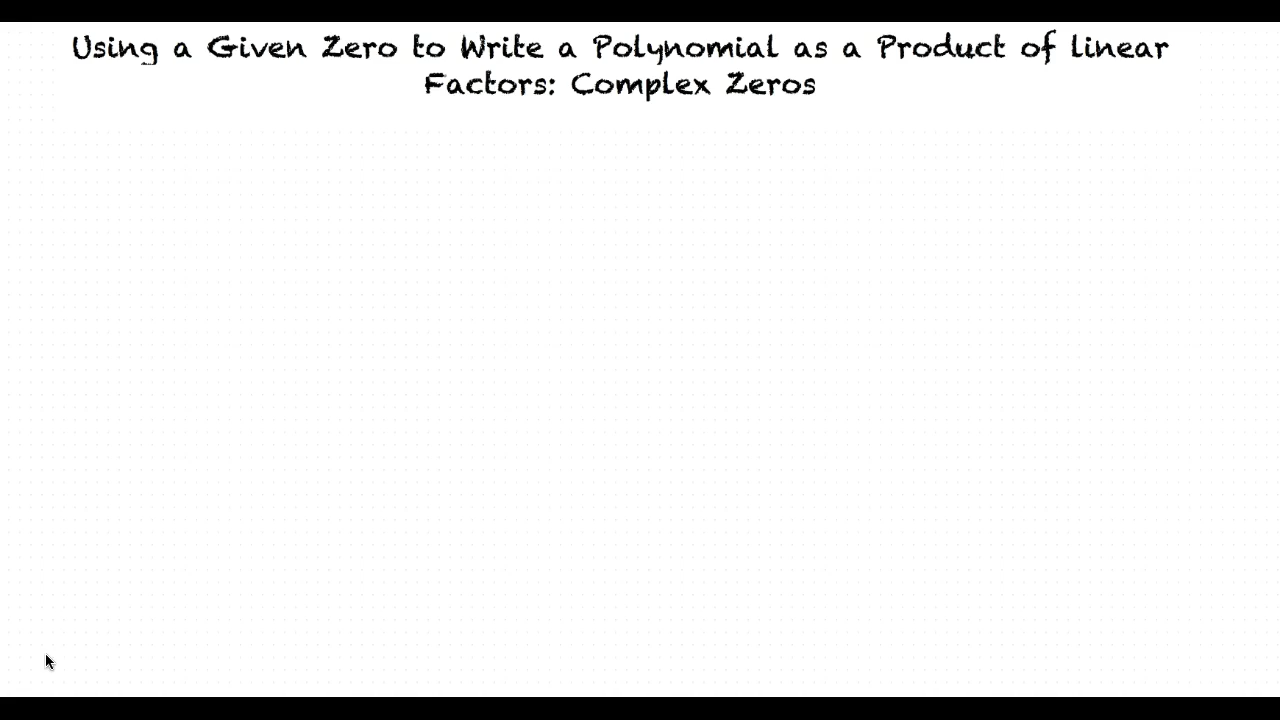 Using a Given Zero to Write a Polynomial as a Product of linear
Factors: Complex Zeros